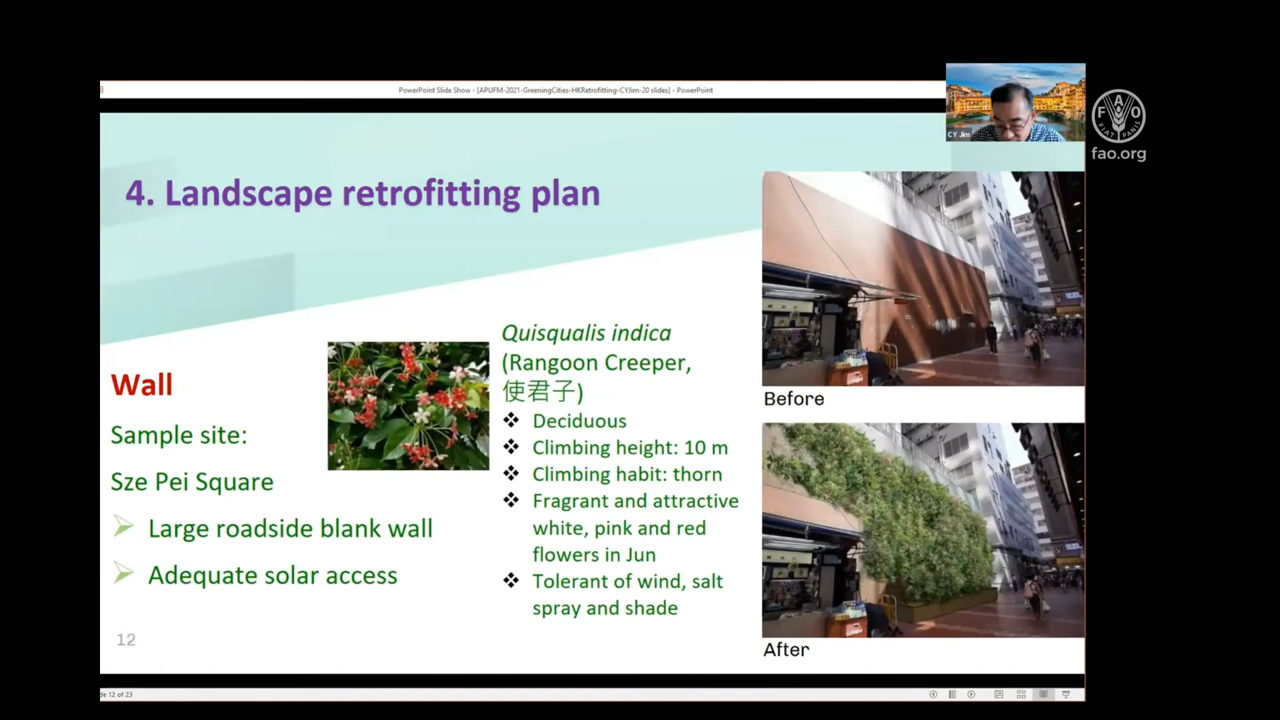 PowerPoint Slide Show - [APUFM-2021-GreeningCities-HKRetrofitting-CYJim-20 slides] - PowerPoint
CY Jim
F A O
FIAT PANIS
fao.org
4. Landscape retrofitting plan
Wall
Sample site:
Sze Pei Square
Large roadside blank wall
Adequate solar access
Quisqualis indica
(Rangoon Creeper,
使君子)
Deciduous
Climbing height: 10 m
Climbing habit: thorn
Fragrant and attractive
white, pink and red
flowers in Jun
Tolerant of wind, salt
spray and shade
Before
After
12
de 12 of 23